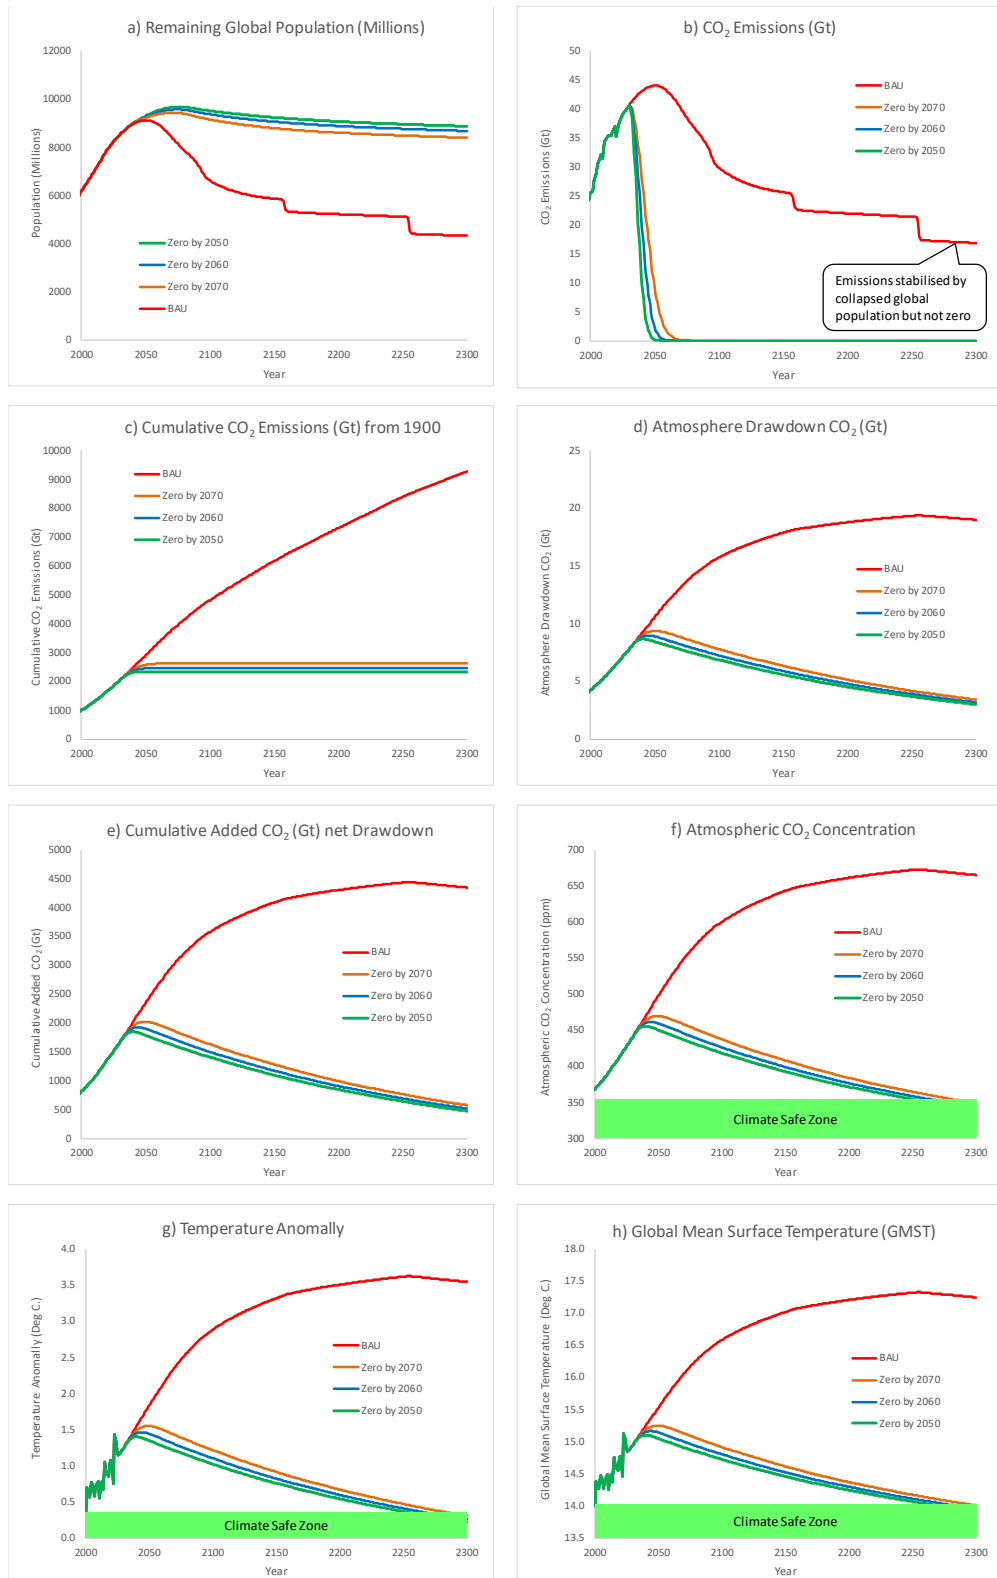 a) Remaining Global Population (Millions)
12000
10000
8000
6000
4000
2000
0
Population (Millions)
Zero by 2050
Zero by 2060
Zero by 2070
BAU
2000 2050 2100 2150 2200 2250 2300
Year
b) CO₂ Emissions (Gt)
50
45
40
35
30
25
20
15
10
5
0
CO₂ Emissions (Gt)
BAU
Zero by 2070
Zero by 2060
Zero by 2050
Emissions stabilised by
collapsed global
population but not zero
2000 2050 2100 2150 2200 2250 2300
Year
c) Cumulative CO₂ Emissions (Gt) from 1900
10000
9000
8000
7000
6000
5000
4000
3000
2000
1000
0
Cumulative CO₂ Emissions (Gt)
BAU
Zero by 2070
Zero by 2060
Zero by 2050
2000 2050 2100 2150 2200 2250 2300
Year
d) Atmosphere Drawdown CO₂ (Gt)
25
20
15
10
5
0
Atmosphere Drawdown CO₂ (Gt)
BAU
Zero by 2070
Zero by 2060
Zero by 2050
2000 2050 2100 2150 2200 2250 2300
Year
e) Cumulative Added CO₂ (Gt) net Drawdown
5000
4500
4000
3500
3000
2500
2000
1500
1000
500
0
Cumulative Added CO₂ (Gt)
BAU
Zero by 2070
Zero by 2060
Zero by 2050
2000 2050 2100 2150 2200 2250 2300
Year
f) Atmospheric CO₂ Concentration
700
650
600
550
500
450
400
350
300
Atmospheric CO₂ Concentration (ppm)
BAU
Zero by 2070
Zero by 2060
Zero by 2050
Climate Safe Zone
2000 2050 2100 2150 2200 2250 2300
Year
g) Temperature Anomally
4.0
3.5
3.0
2.5
2.0
1.5
1.0
0.5
0.0
Temperature Anomally (Deg C.)
BAU
Zero by 2070
Zero by 2060
Zero by 2050
Climate Safe Zone
2000 2050 2100 2150 2200 2250 2300
Year
h) Global Mean Surface Temperature (GMST)
18.0
17.5
17.0
16.5
16.0
15.5
15.0
14.5
14.0
13.5
Global Mean Surface Temperature (Deg C.)
BAU
Zero by 2070
Zero by 2060
Zero by 2050
Climate Safe Zone
2000 2050 2100 2150 2200 2250 2300
Year